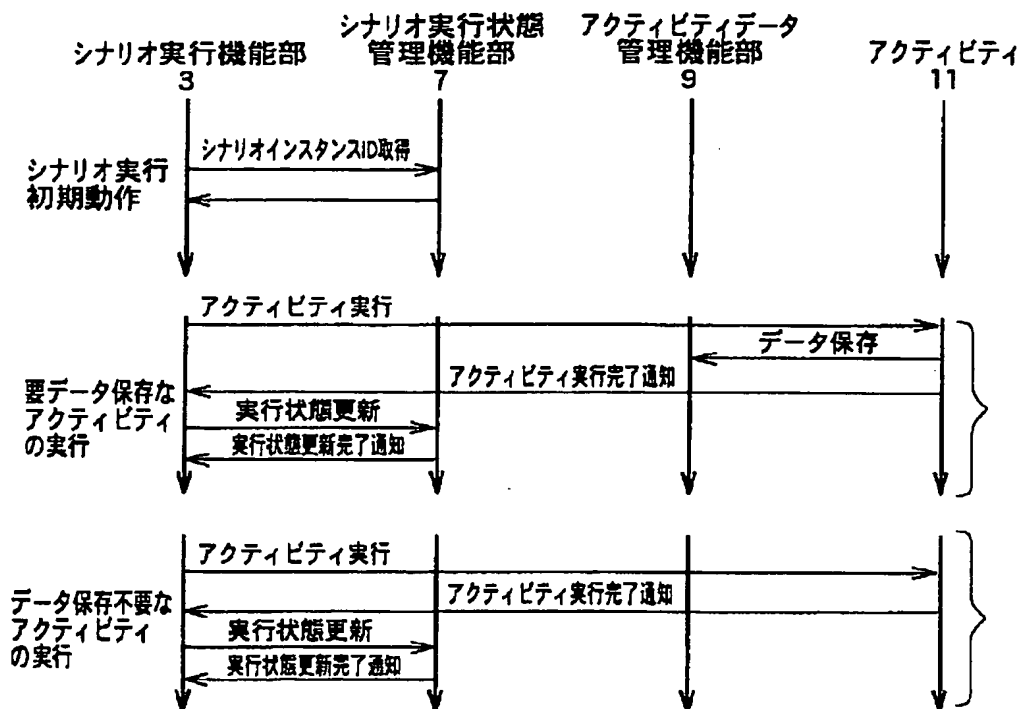 シナリオ実行機能部
3
シナリオ実行状態
管理機能部
7
アクティビティデータ
管理機能部
9
アクティビティ
11
シナリオ実行
初期動作
シナリオインスタンスID取得
アクティビティ実行
データ保存
アクティビティ実行完了通知
要データ保存な
アクティビティ
の実行
実行状態更新
実行状態更新完了通知
アクティビティ実行
アクティビティ実行完了通知
データ保存不要な
アクティビティ
の実行
実行状態更新
実行状態更新完了通知